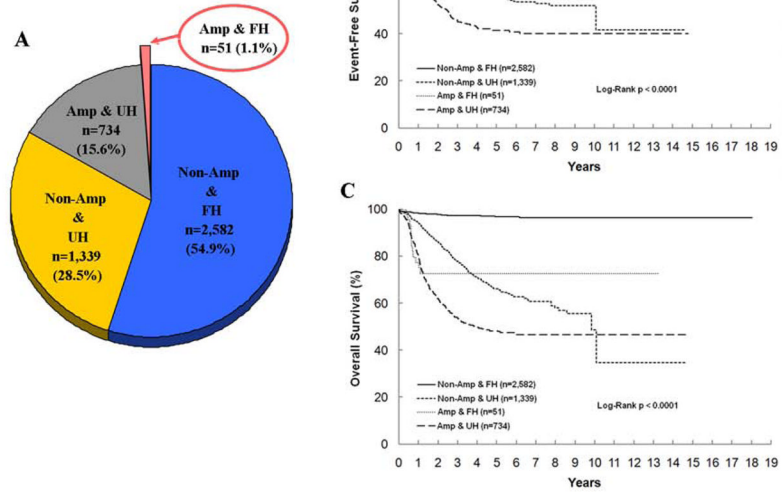 A
Amp & FH
n=51 (1.1%)
Amp & UH
n=734
(15.6%)
Non-Amp
&
UH
n=1,339
(28.5%)
Non-Amp
&
FH
n=2,582
(54.9%)
Event-Free Su
40
20
0
Non-Amp & FH (n=2,582)
Non-Amp & UH (n=1,339)
Amp & FH (n=51)
Amp & UH (n=734)
Log-Rank p < 0.0001
0 1 2 3 4 5 6 7 8 9 10 11 12 13 14 15 16 17 18 19
Years
C
Overall Survival (%)
100
80
60
40
20
0
Non-Amp & FH (n=2,582)
Non-Amp & UH (n=1,339)
Amp & FH (n=51)
Amp & UH (n=734)
Log-Rank p < 0.0001
0 1 2 3 4 5 6 7 8 9 10 11 12 13 14 15 16 17 18 19
Years